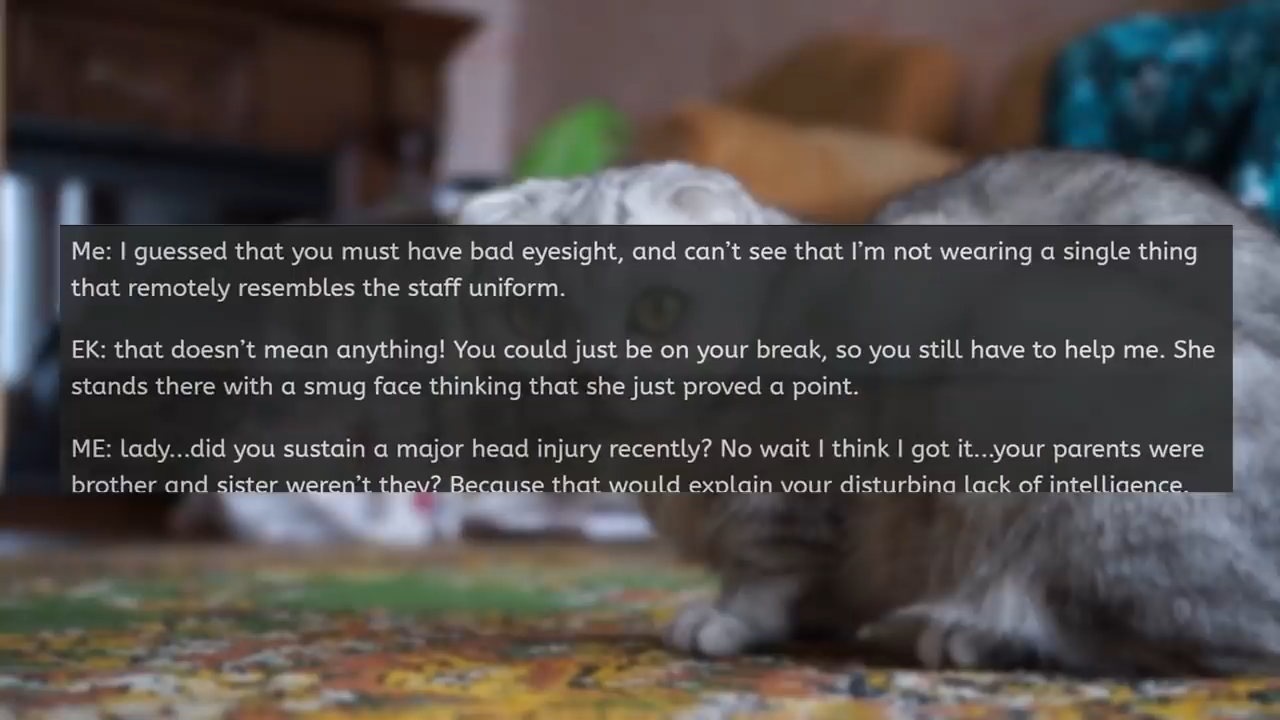 Me: I guessed that you must have bad eyesight, and can’t see that I’m not wearing a single thing
that remotely resembles the staff uniform.
EK: that doesn’t mean anything! You could just be on your break, so you still have to help me. She
stands there with a smug face thinking that she just proved a point.
ME: lady...did you sustain a major head injury recently? No wait I think I got it...your parents were
brother and sister weren’t they? Because that would explain your disturbing lack of intelligence.